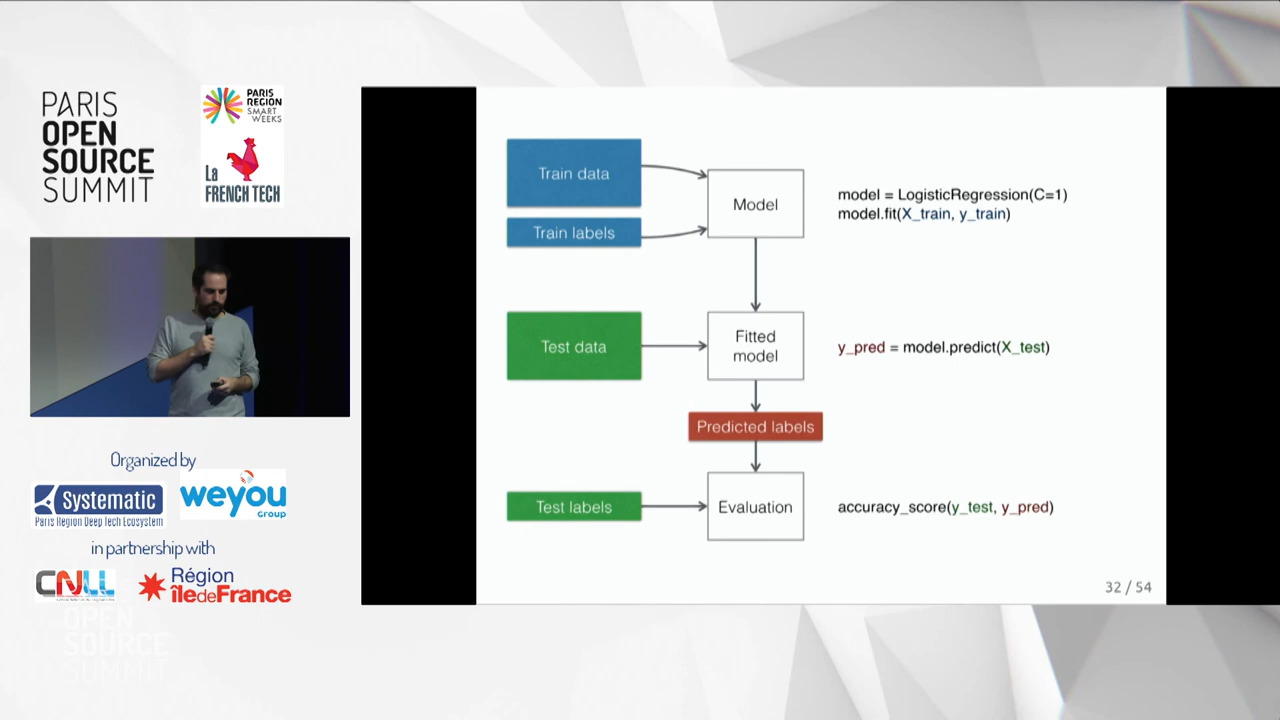 PARIS
OPEN
SOURCE
SUMMIT
PARIS
REGION
SMART
WEEKS
La
FRENCH TECH
Train data
Train labels
Model
model = LogisticRegression(C=1)
model.fit(X_train, y_train)
Test data
Fitted
model
y_pred = model.predict(X_test)
Predicted labels
Test labels
Evaluation
accuracy_score(y_test, y_pred)
32 / 54
Organized by
Systematic
Paris Region Deep Tech Ecosystem
weyou
GROUP
in partnership with
CNLL
Région
îledeFrance
OPEN
SOURCE
SUMMIT